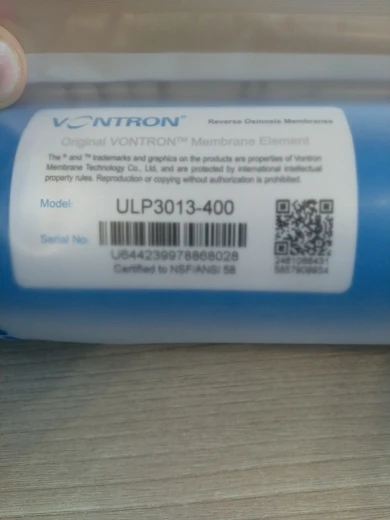 VONTRON® Reverse Osmosis Membranes
Original VONTRON™ Membrane Element
The ® and ™ trademarks and graphics on the products are properties of Vontron
Membrane Technology Co., Ltd, and are protected by international intellectual
property rules. Reproduction or copying without authorization is prohibited.
Model: ULP3013-400
Serial No:
U644239978868028
Certified to NSF/ANSI 58